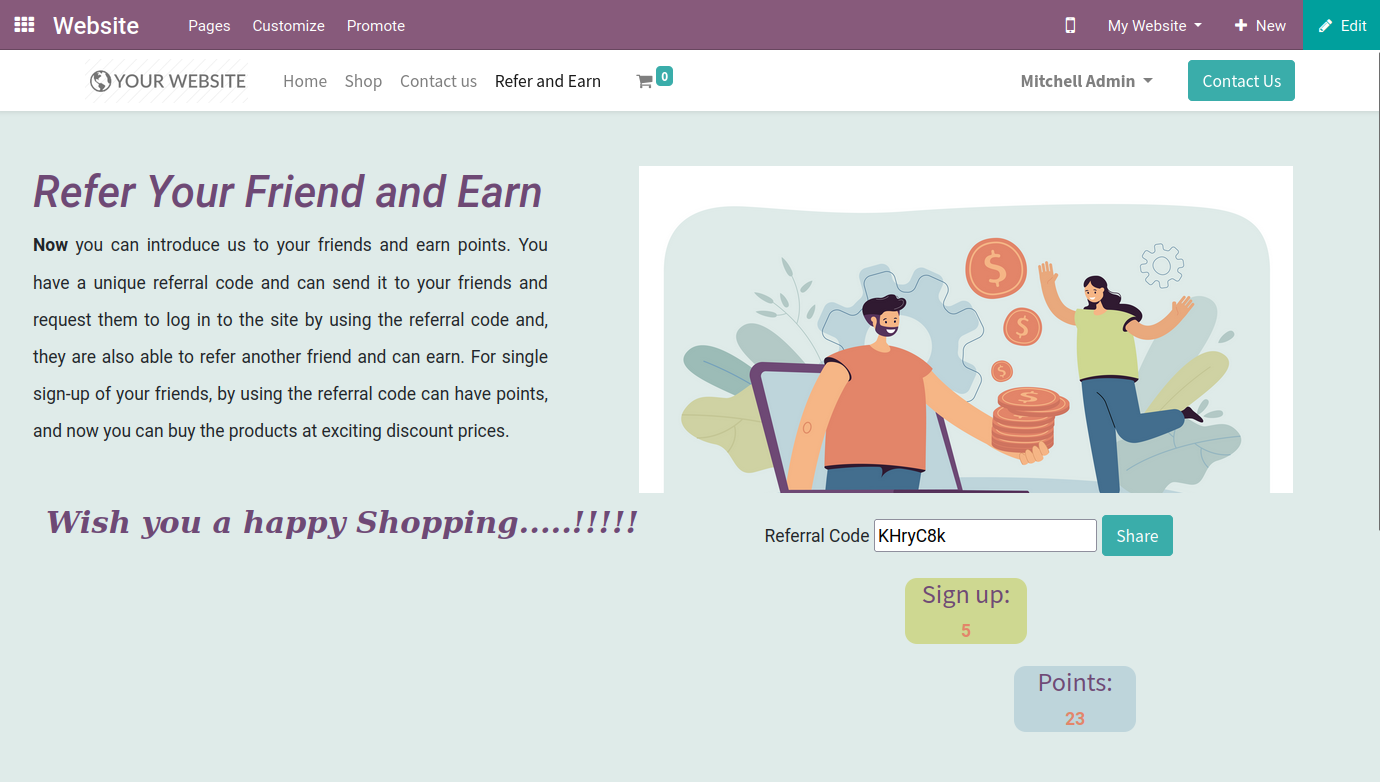 Website Pages Customize Promote My Website + New Edit
YOUR WEBSITE Home Shop Contact us Refer and Earn 0 Mitchell Admin Contact Us
Refer Your Friend and Earn
Now you can introduce us to your friends and earn points. You
have a unique referral code and can send it to your friends and
request them to log in to the site by using the referral code and,
they are also able to refer another friend and can earn. For single
sign-up of your friends, by using the referral code can have points,
and now you can buy the products at exciting discount prices.
$
$
$
$
Wish you a happy Shopping.....!!!!!
Referral Code KHryC8k Share
Sign up:
5
Points:
23